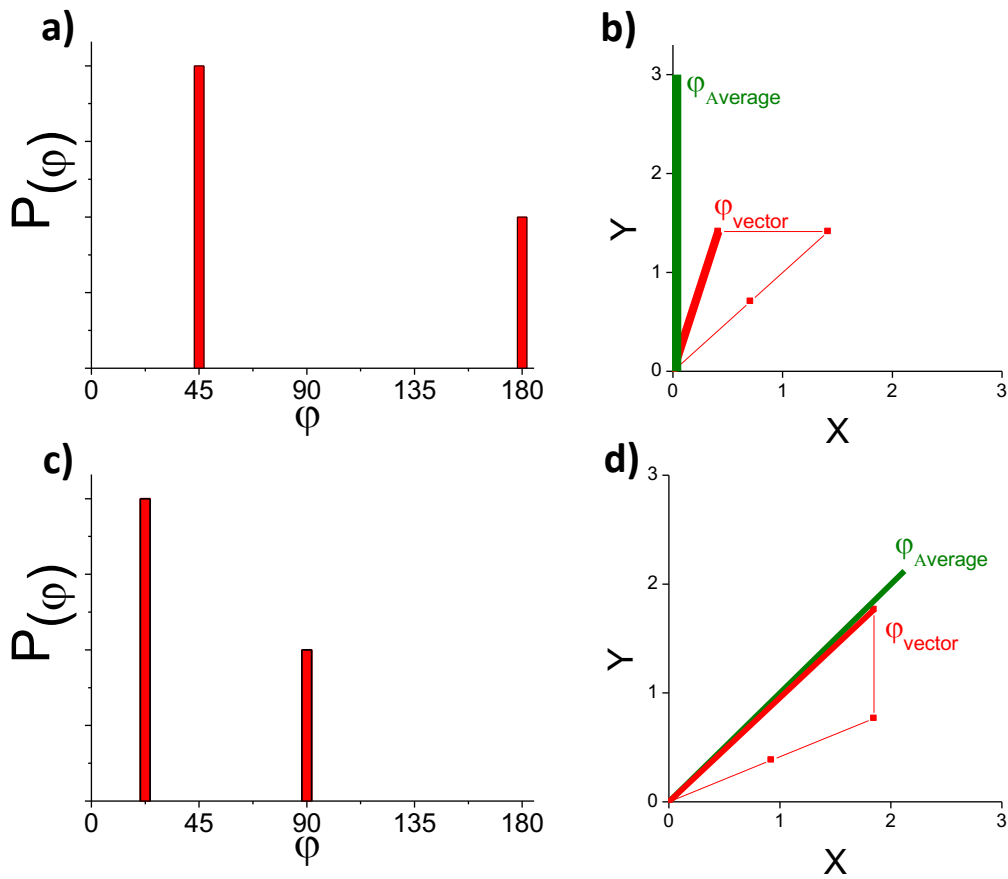 a)
P(φ)
0 45 90 135 180
φ
b)
3
2
1
0
Y
φAverage
φvector
0 1 2 3
X
c)
P(φ)
0 45 90 135 180
φ
d)
3
2
1
0
Y
φAverage
φvector
0 1 2 3
X